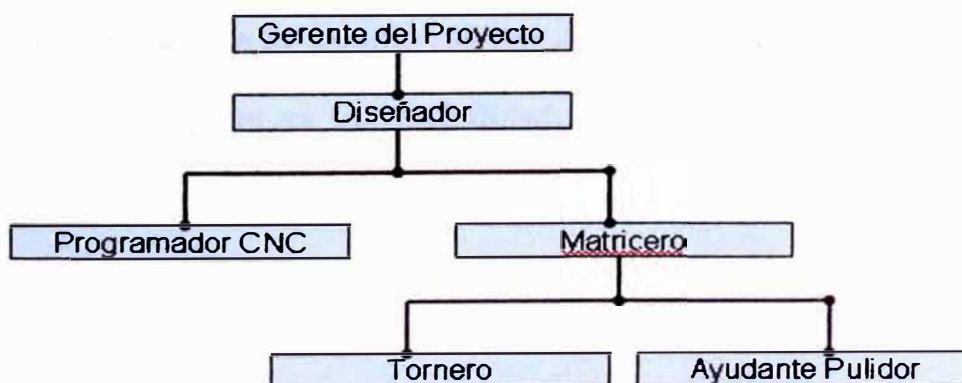 Gerente del Proyecto
Diseñador
Programador CNC
Matricero
Tornero
Ayudante Pulidor